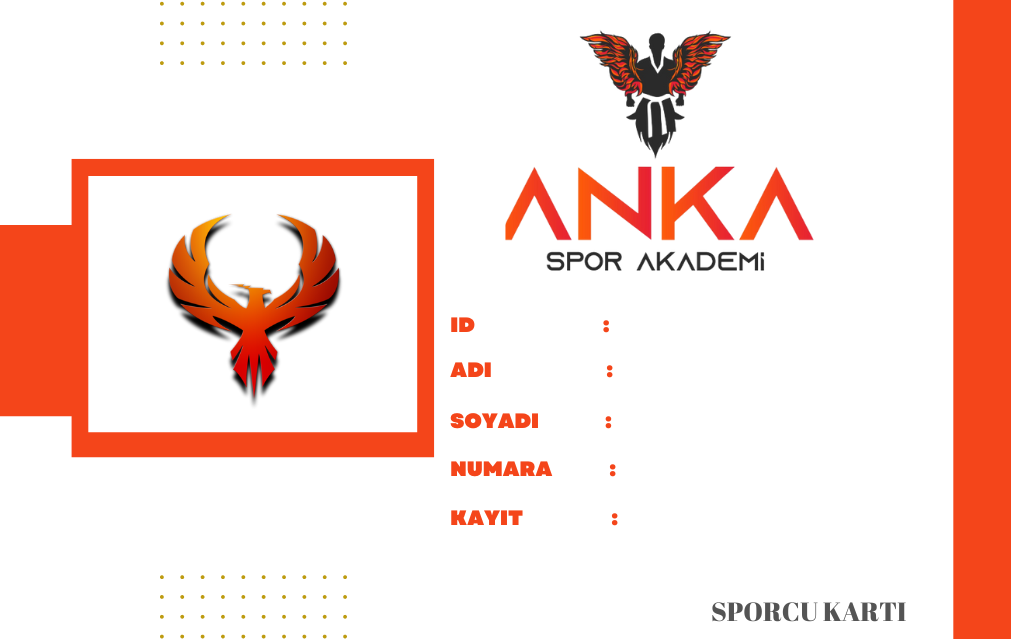 ANKA
SPOR AKADEMi
ID :
ADI :
SOYADI :
NUMARA :
KAYIT :
SPORCU KARTI